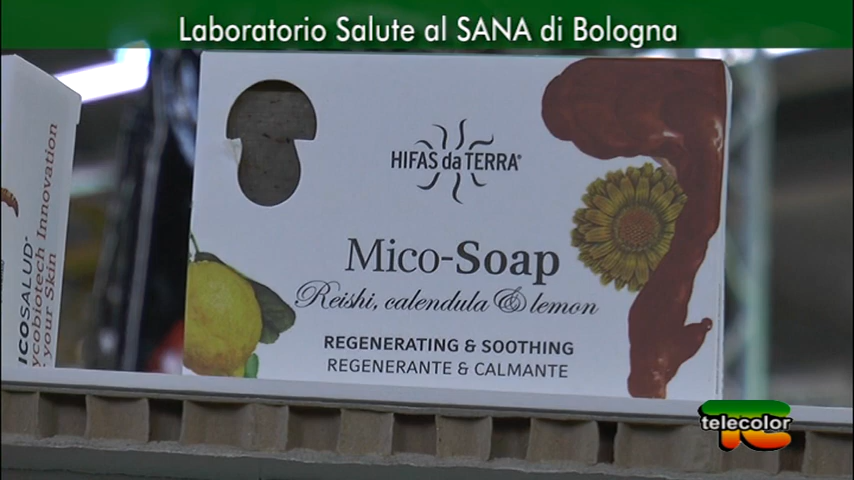 Laboratorio Salute al SANA di Bologna
HIFAS da TERRA®
Mico-Soap
Reishi, calendula & lemon
REGENERATING & SOOTHING
REGENERANTE & CALMANTE
ICOSALUD®
ycobiotech Innovation
your Skin
telecolor